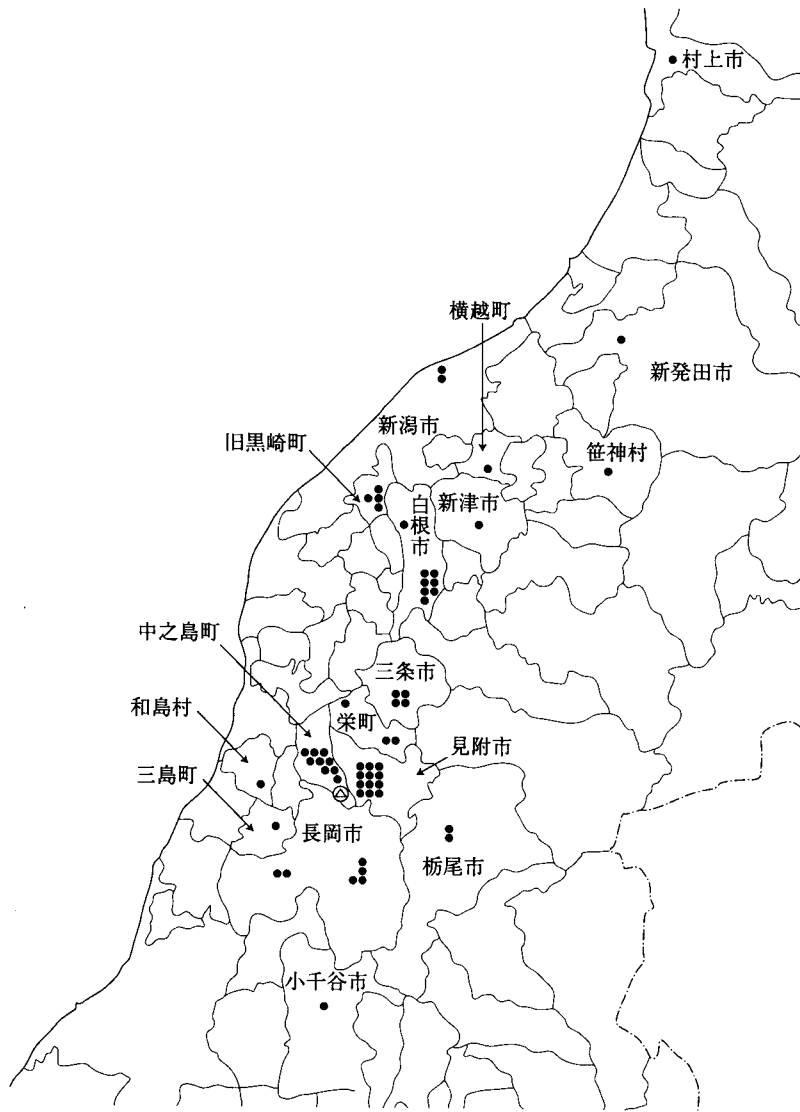 村上市
横越町
新発田市
新潟市
旧黒崎町
笹神村
白根市
新津市
中之島町
三条市
和島村
栄町
見附市
三島町
長岡市
栃尾市
小千谷市